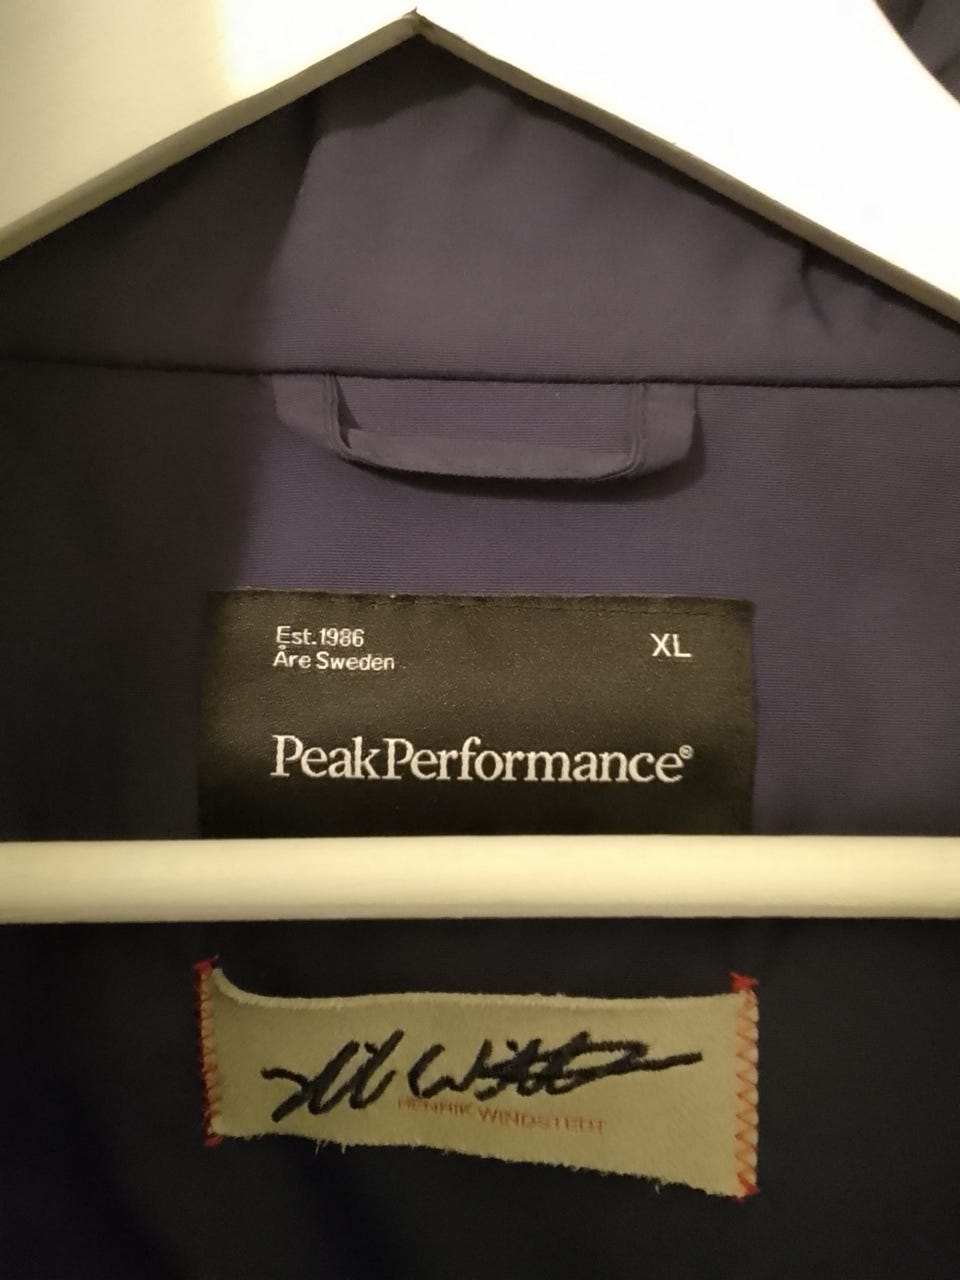 Est.1986
Åre Sweden
XL
PeakPerformance®
HENRIK WINDSTEDT